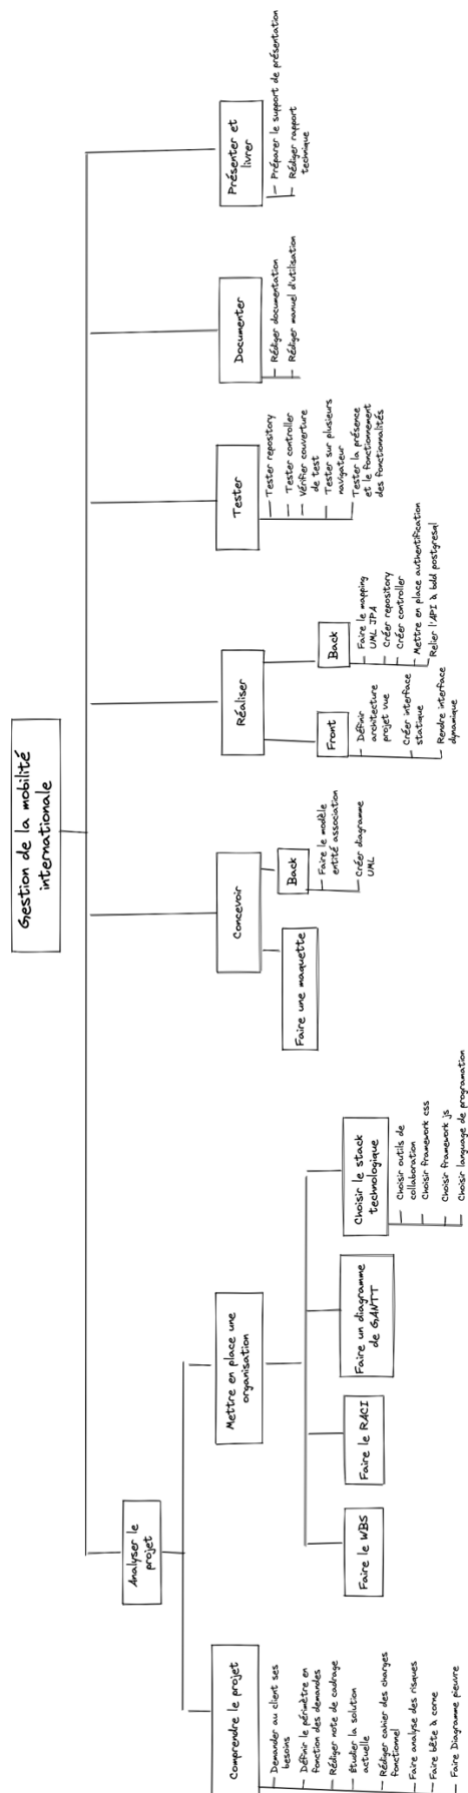 Gestion de la mobilité
internationale
Analyser le
projet
Comprendre le projet
Demander au client ses
besoins
Définir le périmètre en
fonction des demandes
Rédiger note de cadrage
étudier la solution
actuelle
Rédiger cahier des charges
fonctionnel
Faire analyse des risques
Faire bête à corne
Faire Diagramme pieuvre
Mettre en place une
organisation
Faire le WBS
Faire le RACI
Faire un diagramme
de GANTT
Choisir le stack
technologique
Choisir outils de
collaboration
Choisir framework css
Choisir framework js
Choisir language de programation
Concevoir
Faire une maquette
Back
Faire le modèle
entité association
Créer diagramme
UML
Réaliser
Front
Définir
architecture
projet vue
Créer interface
statique
Rendre interface
dynamique
Back
Faire le mapping
UML JPA
Créer repository
Créer controller
Mettre en place authentification
Relier l'API à bdd postgresql
Tester
Tester repository
Tester controller
Vérifier couverture
de test
Tester sur plusieurs
navigateur
Tester la présence
et le fonctionnement
des fonctionnalités
Documenter
Rédiger documentation
Rédiger manuel d'utilisation
Présenter et
livrer
Préparer le support de présentation
Rédiger rapport
technique